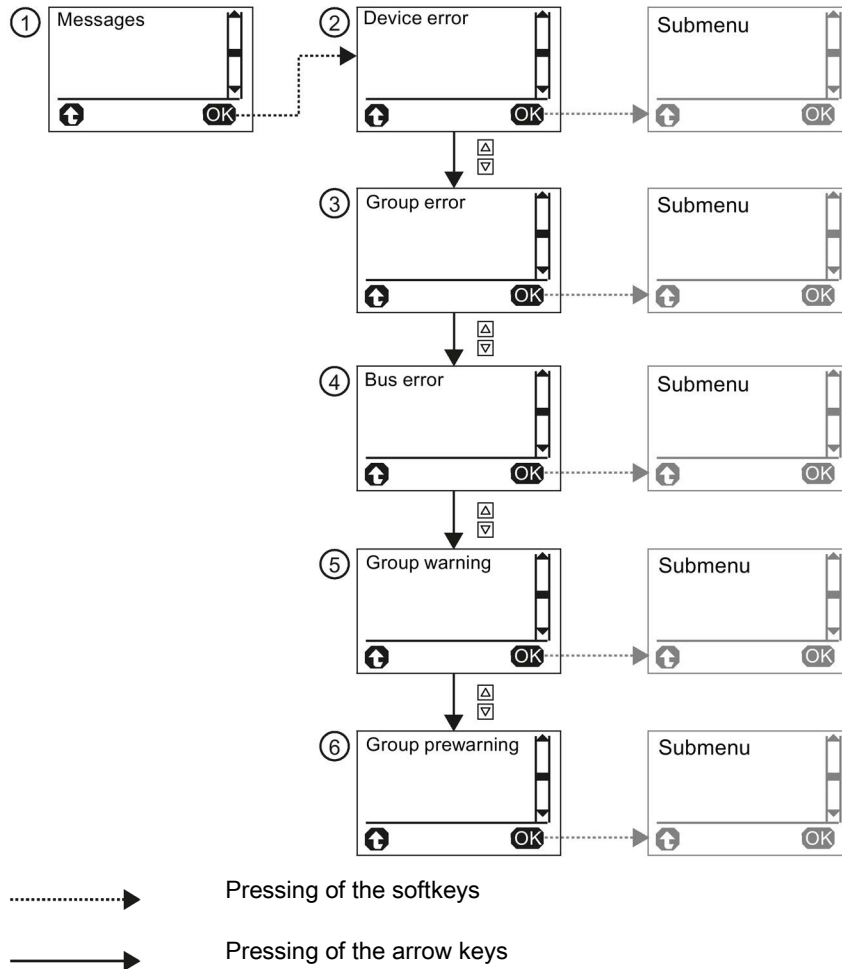 ① Messages
OK
② Device error
OK
Submenu
OK
③ Group error
OK
Submenu
OK
④ Bus error
OK
Submenu
OK
⑤ Group warning
OK
Submenu
OK
⑥ Group prewarning
OK
Submenu
OK
Pressing of the softkeys
Pressing of the arrow keys